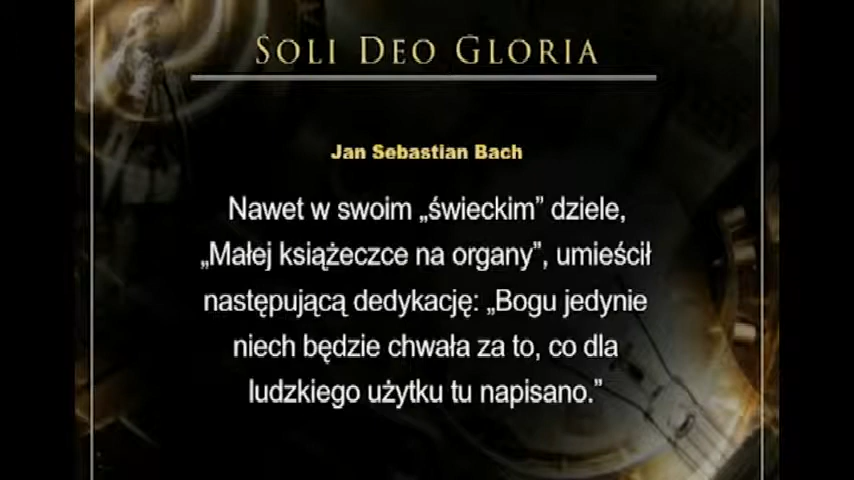 SOLI DEO GLORIA
Jan Sebastian Bach
Nawet w swoim „świeckim” dziele,
„Małej książeczce na organy”, umieścił
następującą dedykację: „Bogu jedynie
niech będzie chwała za to, co dla
ludzkiego użytku tu napisano.”